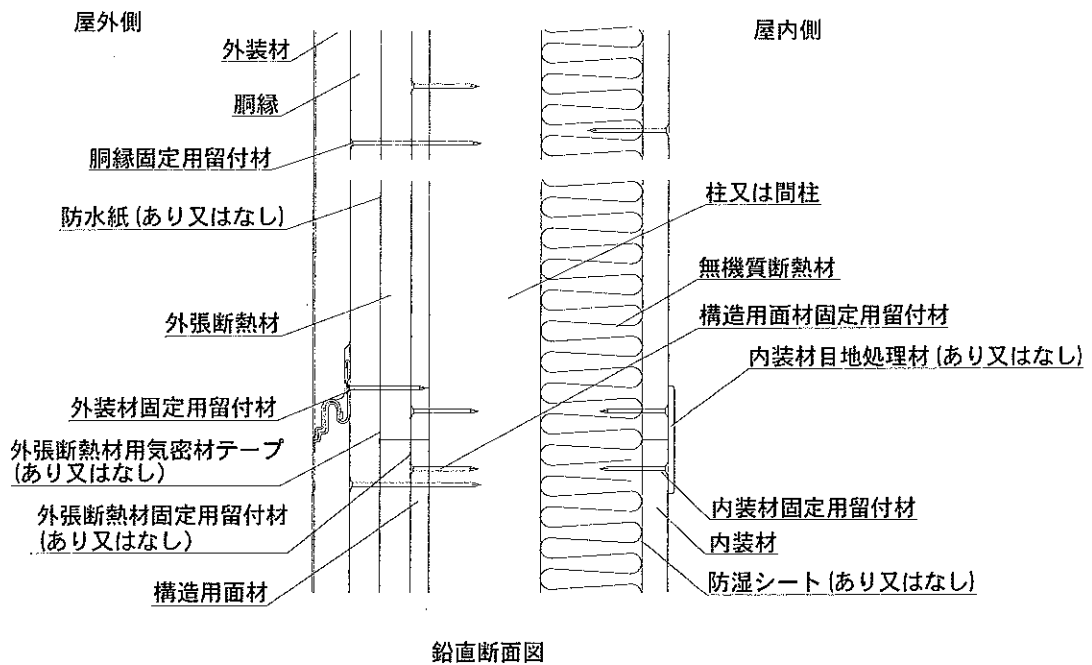 屋外側
屋内側
外装材
胴縁
胴縁固定用留付材
防水紙(あり又はなし)
外張断熱材
外装材固定用留付材
外張断熱材用気密材テープ
(あり又はなし)
外張断熱材固定用留付材
(あり又はなし)
構造用面材
柱又は間柱
無機質断熱材
構造用面材固定用留付材
内装材目地処理材(あり又はなし)
内装材固定用留付材
内装材
防湿シート(あり又はなし)
鉛直断面図